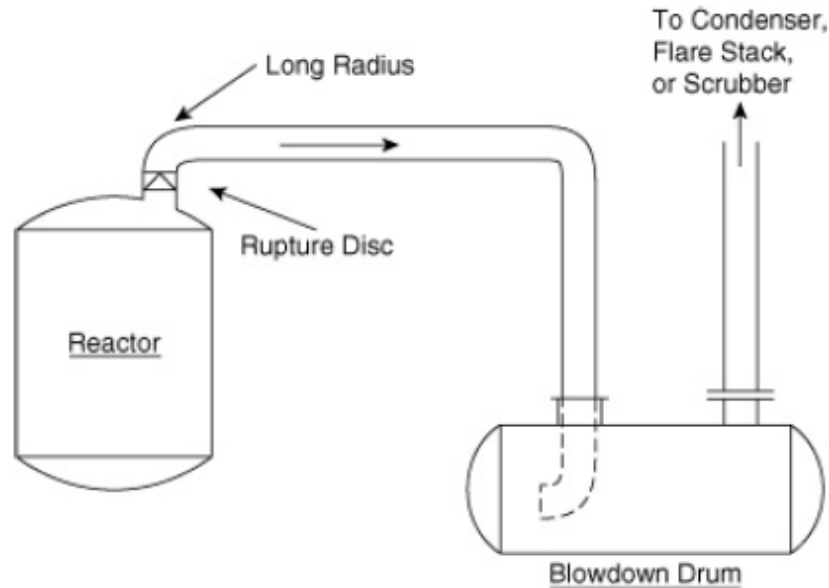 To Condenser,
Flare Stack,
or Scrubber
Long Radius
Rupture Disc
Reactor
Blowdown Drum